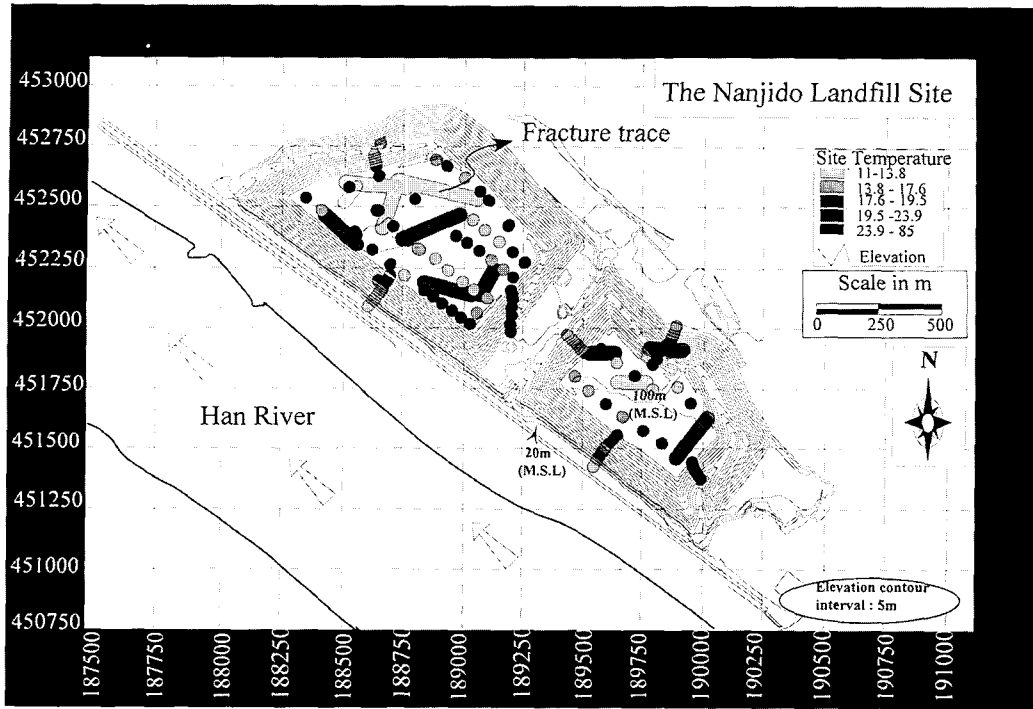 The Nanjido Landfill Site
Fracture trace
Site Temperature
11-13.8
13.8 - 17.6
17.6 - 19.5
19.5 -23.9
23.9 - 85
Elevation
Scale in m
0 250 500
N
100m
(M.S.L)
20m
(M.S.L)
Han River
Elevation contour
interval : 5m
453000
452750
452500
452250
452000
451750
451500
451250
451000
450750
187500
187750
188000
188250
188500
188750
189000
189250
189500
189750
190000
190250
190500
190750
191000